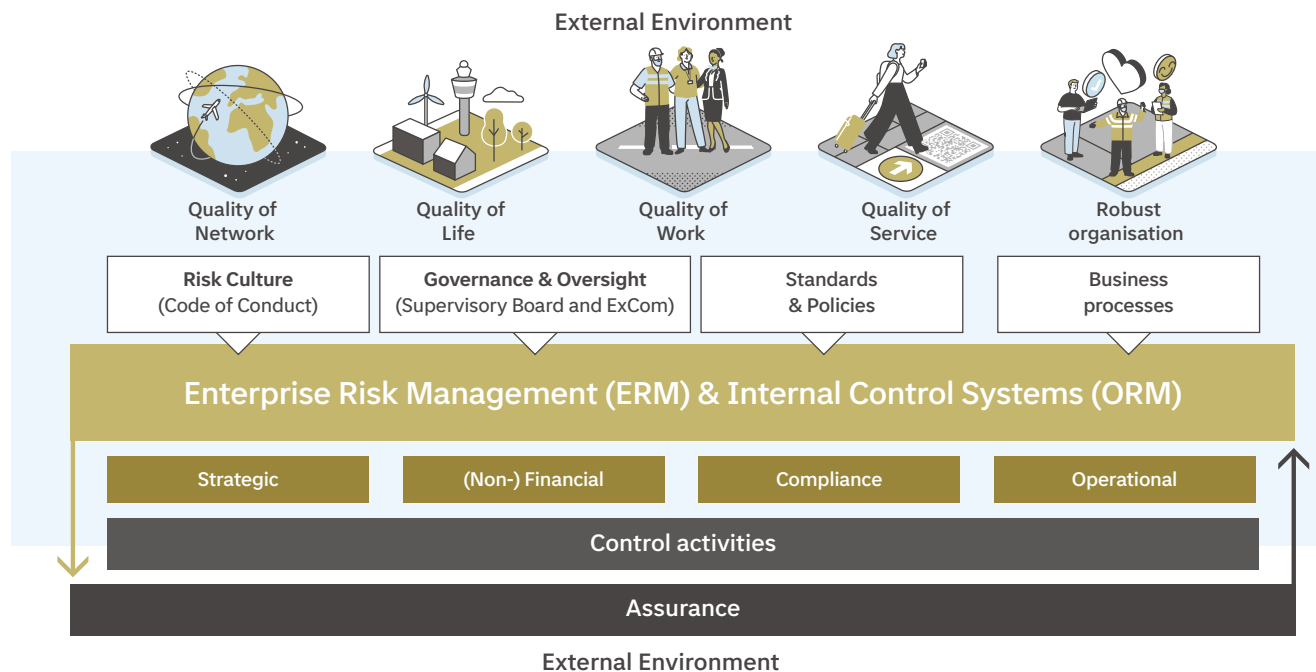 External Environment
Quality of
Network
Quality of
Life
Quality of
Work
Quality of
Service
Robust
organisation
Risk Culture
(Code of Conduct)
Governance & Oversight
(Supervisory Board and ExCom)
Standards
& Policies
Business
processes
Enterprise Risk Management (ERM) & Internal Control Systems (ORM)
Strategic
(Non-) Financial
Compliance
Operational
Control activities
Assurance
External Environment